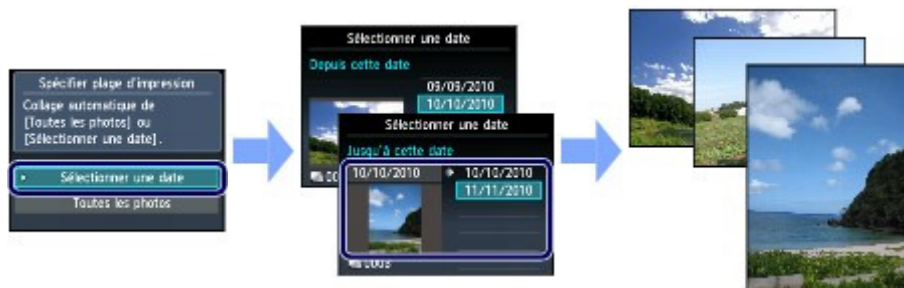 Spécifier plage d'impression
Collage automatique de
[Toutes les photos] ou
[Sélectionner une date].
Sélectionner une date
Toutes les photos
Sélectionner une date
Depuis cette date
09/09/2010
10/10/2010
Sélectionner une date
Jusqu'à cette date
10/10/2010
10/10/2010
11/11/2010
0003